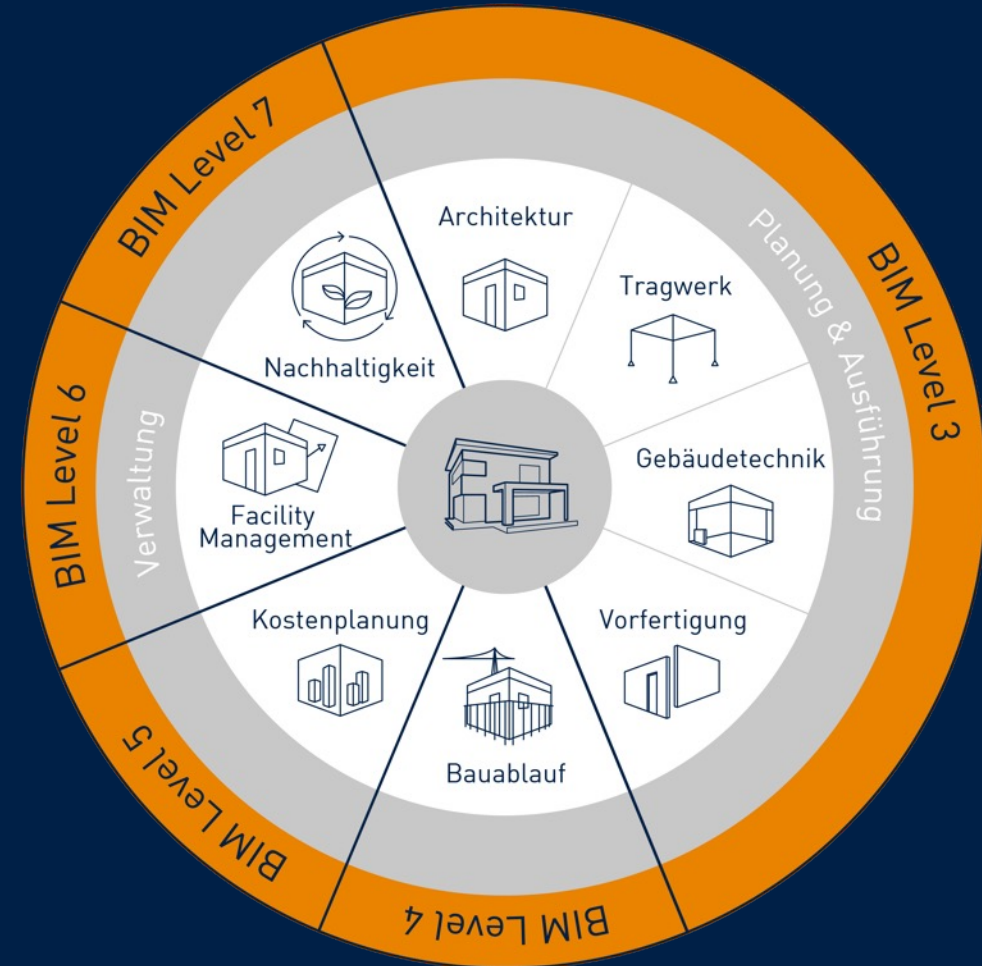 BIM Level 3
BIM Level 4
BIM Level 5
BIM Level 6
BIM Level 7
Planung & Ausführung
Verwaltung
Architektur
Tragwerk
Gebäudetechnik
Vorfertigung
Bauablauf
Kostenplanung
Facility
Management
Nachhaltigkeit